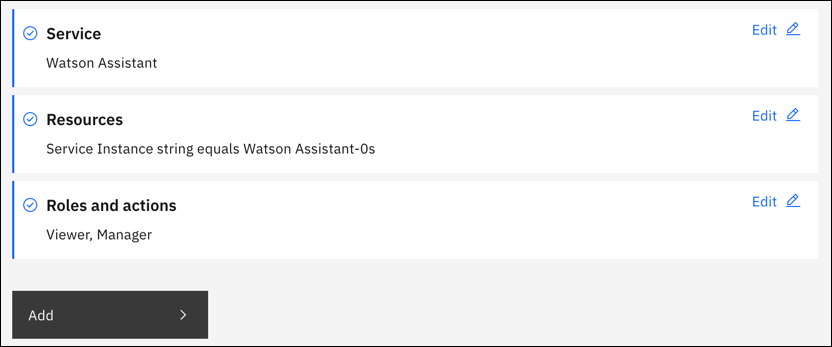 Service
Edit
Watson Assistant
Resources
Edit
Service Instance string equals Watson Assistant-0s
Roles and actions
Edit
Viewer, Manager
Add